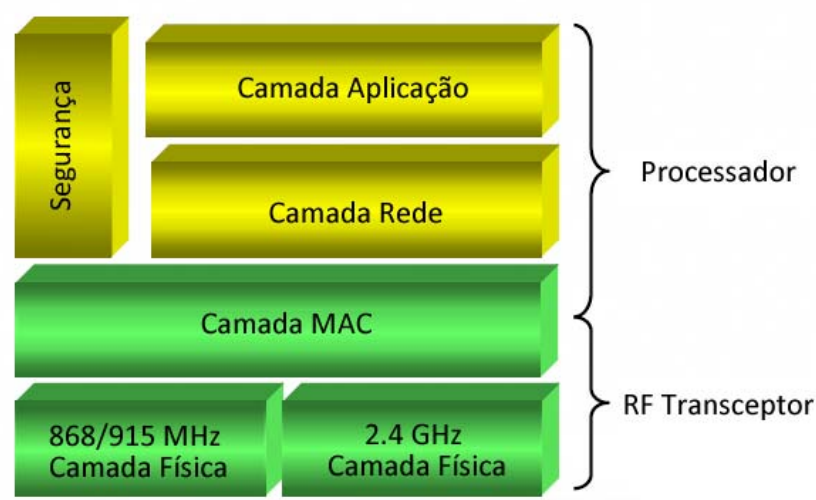 Segurança
Camada Aplicação
Camada Rede
Processador
Camada MAC
868/915 MHz
Camada Física
2.4 GHz
Camada Física
RF Transceptor